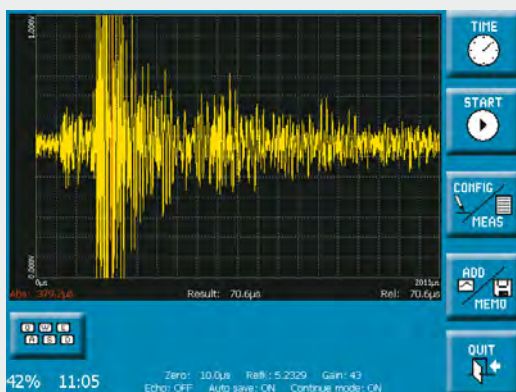 1.000V
0.000V
0µs
2011µs
Abs: 379.2µs Result: 70.6µs Rel: 70.6µs
TIME
START
CONFIG
MEAS
ADD
MEMO
QUIT
Q W E
A S D
42% 11:05
Zero: 10.0µs Refk: 5.2329 Gain: 43
Echo: OFF Auto save: ON Continue mode: ON